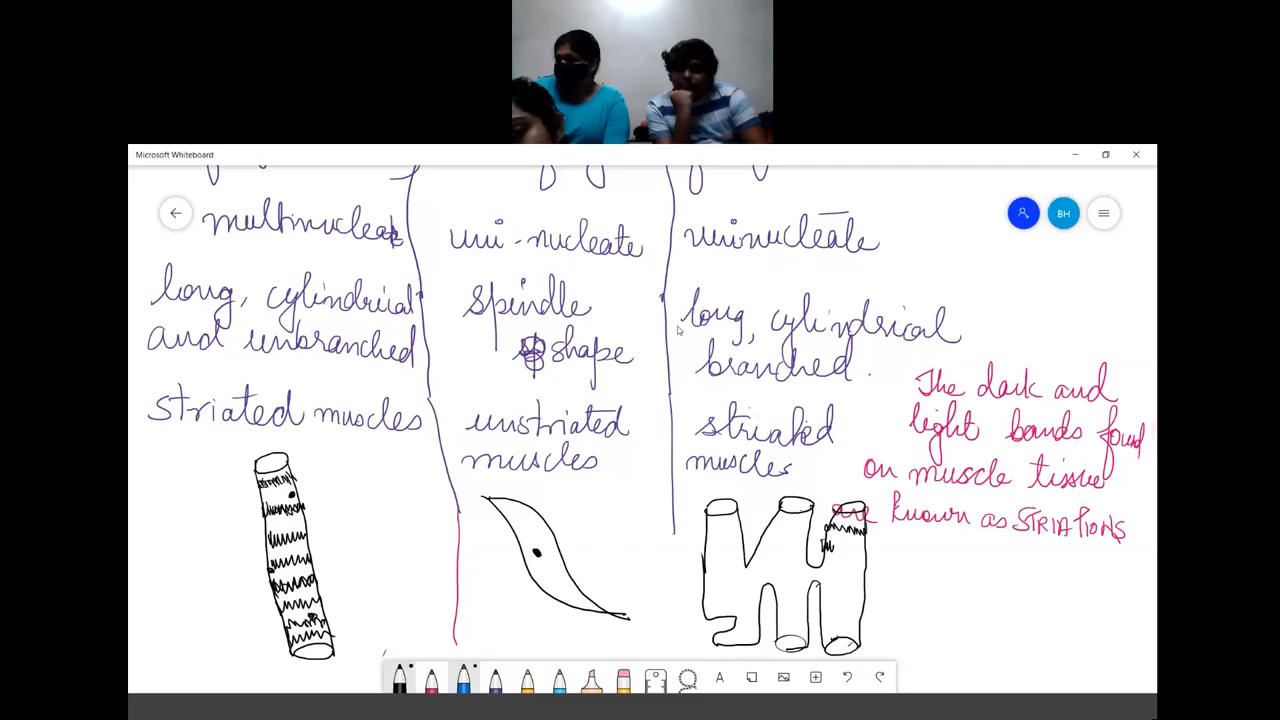 Microsoft Whiteboard
BH
multinucleate
long, cylindrical
and unbranched
striated muscles
uni-nucleate
spindle
shape
unstriated
muscles
uninucleate
long, cylindrical
branched.
striated
muscles
The dark and
light bands found
on muscle tissue
are known as STRIATIONS
A